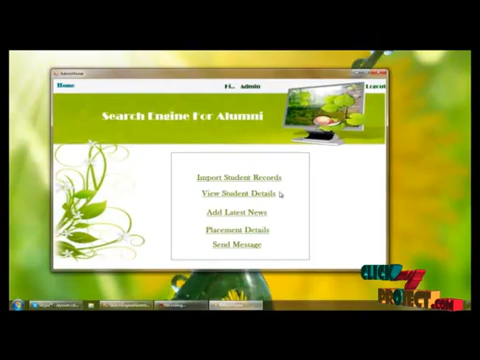 Home
Hi.. Admin
Logout
Search Engine For Alumni
Import Student Records
View Student Details
Add Latest News
Placement Details
Send Message
CLICK
MY
PROJECT.COM